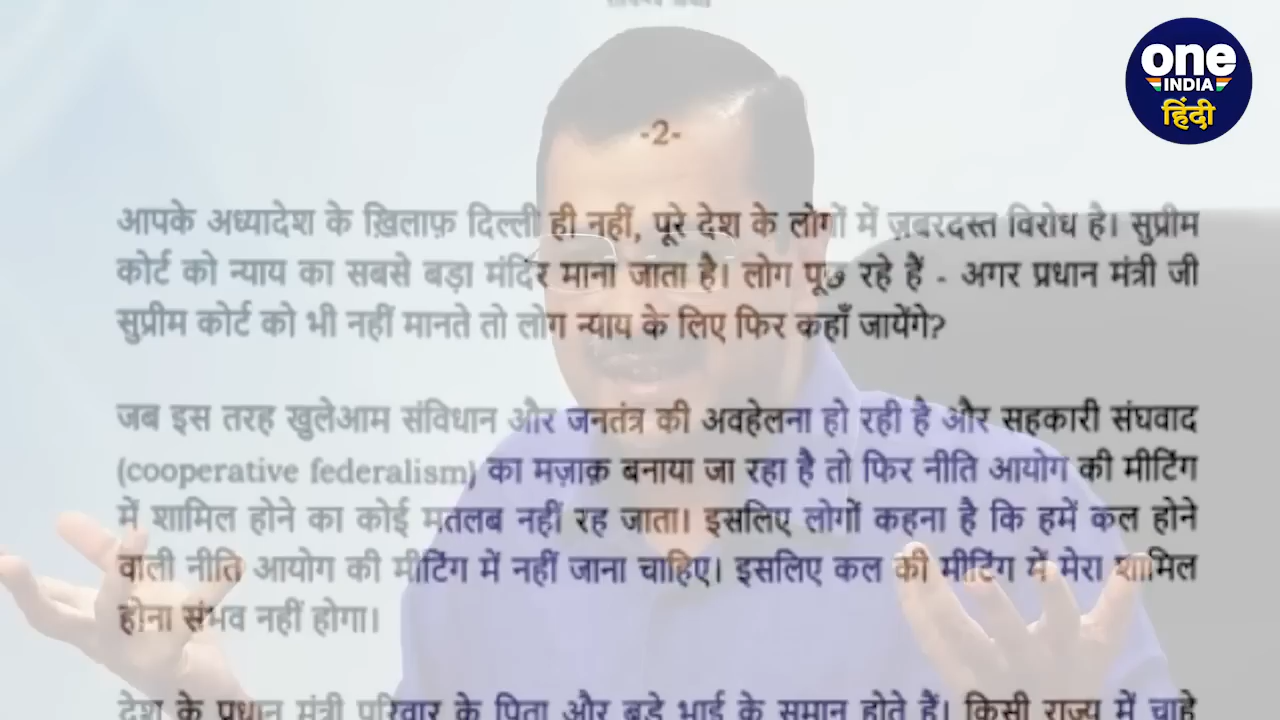 one
INDIA
हिंदी
-2-
आपके अध्यादेश के ख़िलाफ़ दिल्ली ही नहीं, पूरे देश के लोगों में ज़बरदस्त विरोध है। सुप्रीम
कोर्ट को न्याय का सबसे बड़ा मंदिर माना जाता है। लोग पूछ रहे हैं - अगर प्रधान मंत्री जी
सुप्रीम कोर्ट को भी नहीं मानते तो लोग न्याय के लिए फिर कहाँ जायेंगे?
जब इस तरह खुलेआम संविधान और जनतंत्र की अवहेलना हो रही है और सहकारी संघवाद
(cooperative federalism) का मज़ाक़ बनाया जा रहा है तो फिर नीति आयोग की मीटिंग
में शामिल होने का कोई मतलब नहीं रह जाता। इसलिए लोगों कहना है कि हमें कल होने
वाली नीति आयोग की मीटिंग में नहीं जाना चाहिए। इसलिए कल की मीटिंग में मेरा शामिल
होना संभव नहीं होगा।
देश के प्रधान मंत्री परिवार के पिता और बड़े भाई के समान होते हैं। किसी राज्य में चाहे